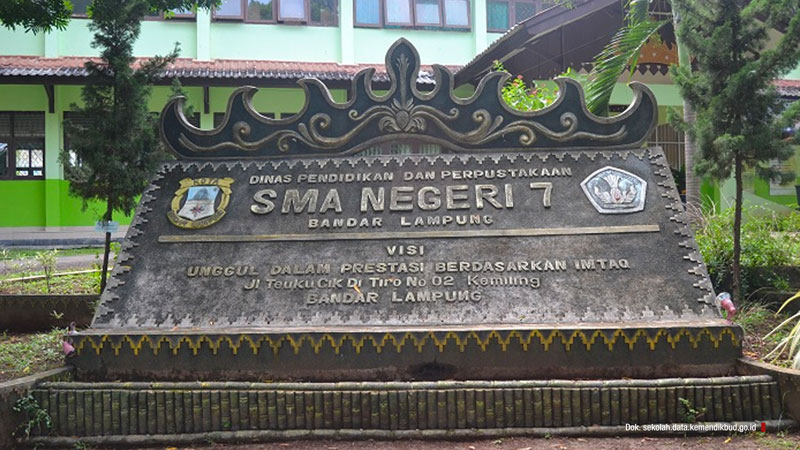 KOTA
DINAS PENDIDIKAN DAN PERPUSTAKAAN
SMA NEGERI 7
BANDAR LAMPUNG
VISI
UNGGUL DALAM PRESTASI BERDASARKAN IMTAQ
Jl Teuku Cik Di Tiro No 02 Kemiling
BANDAR LAMPUNG
Dok. sekolah.data.kemendikbud.go.id